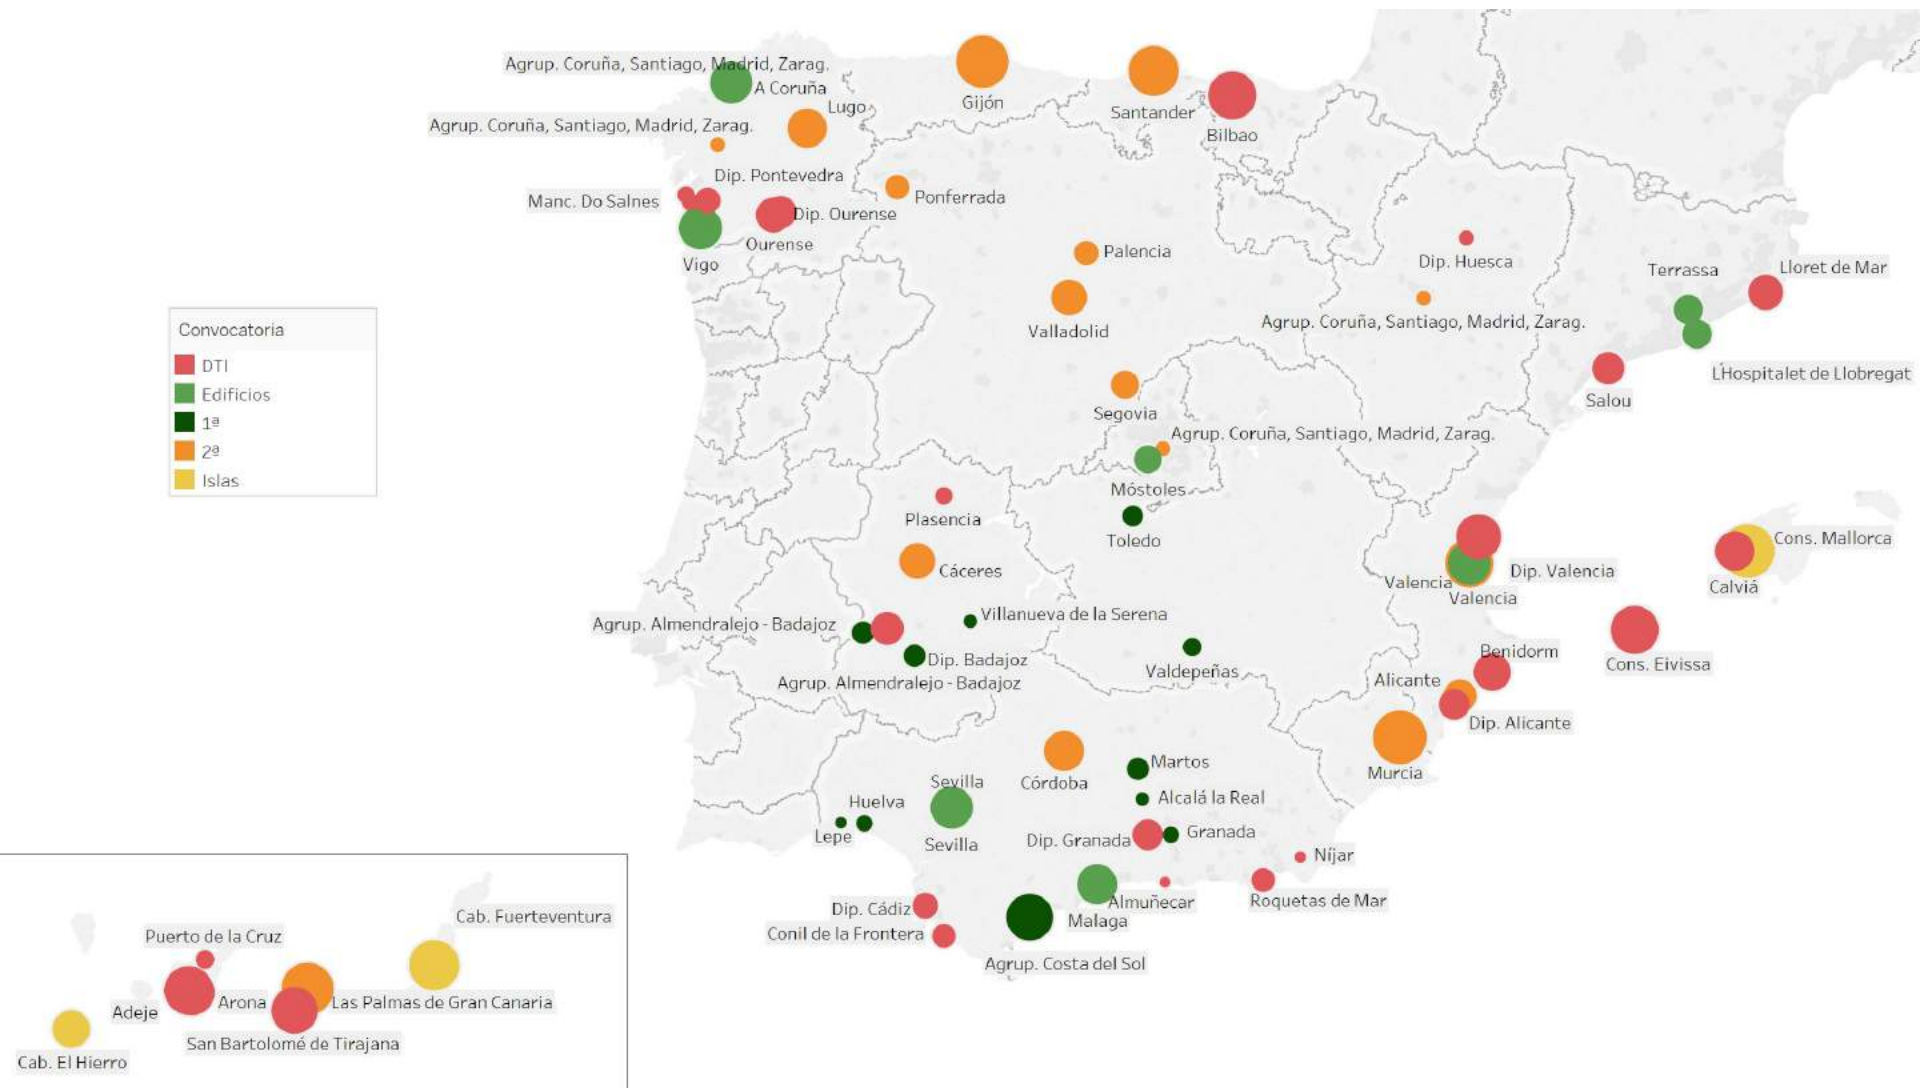 Agrup. Coruña, Santiago, Madrid, Zarag.
A Coruña
Lugo
Gijón
Santander
Bilbao
Agrup. Coruña, Santiago, Madrid, Zarag.
Dip. Pontevedra
Ponferrada
Manc. Do Salnes
Dip. Ourense
Ourense
Vigo
Palencia
Dip. Huesca
Terrassa
Lloret de Mar
Valladolid
Agrup. Coruña, Santiago, Madrid, Zarag.
L'Hospitalet de Llobregat
Salou
Segovia
Agrup. Coruña, Santiago, Madrid, Zarag.
Móstoles
Convocatoria
DTI
Edificios
1ª
2ª
Islas
Plasencia
Toledo
Cons. Mallorca
Cáceres
Dip. Valencia
Valencia
Valencia
Calviá
Villanueva de la Serena
Agrup. Almendralejo - Badajoz
Dip. Badajoz
Agrup. Almendralejo - Badajoz
Valdepeñas
Benidorm
Cons. Eivissa
Alicante
Dip. Alicante
Murcia
Martos
Sevilla
Córdoba
Alcalá la Real
Huelva
Lepe
Sevilla
Dip. Granada
Granada
Níjar
Roquetas de Mar
Almuñecar
Malaga
Dip. Cádiz
Conil de la Frontera
Agrup. Costa del Sol
Cab. Fuerteventura
Puerto de la Cruz
Adeje
Arona
Las Palmas de Gran Canaria
San Bartolomé de Tirajana
Cab. El Hierro